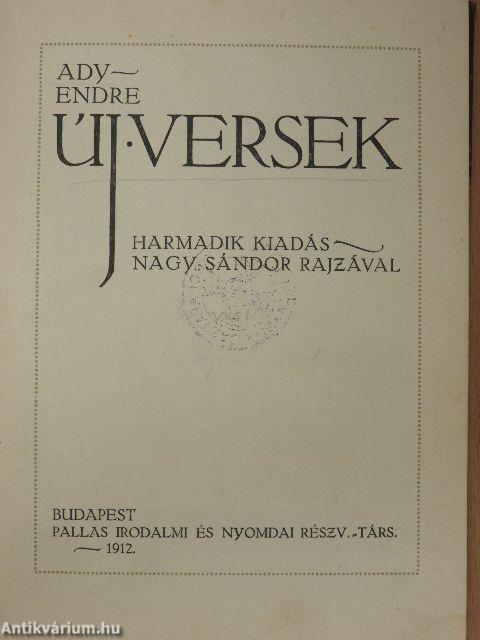 ADY
ENDRE
ÚJ·VERSEK
HARMADIK KIADÁS
NAGY SÁNDOR RAJZÁVAL
BUDAPEST
PALLAS IRODALMI ÉS NYOMDAI RÉSZV.-TÁRS.
1912.
Antikvárium.hu